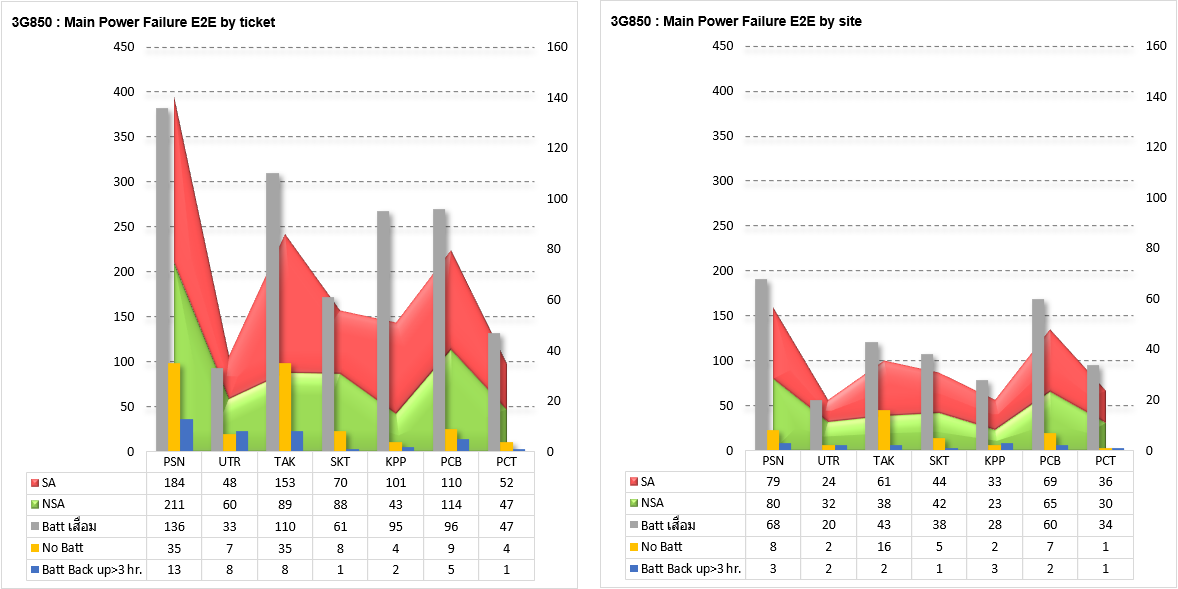 3G850 : Main Power Failure E2E by ticket
450 160
400 140
350 120
300
250 100
200 80
150 60
100 40
50 20
0 0
PSN UTR TAK SKT KPP PCB PCT
SA 184 48 153 70 101 110 52
NSA 211 60 89 88 43 114 47
Batt เสื่อม 136 33 110 61 95 96 47
No Batt 35 7 35 8 4 9 4
Batt Back up>3 hr. 13 8 8 1 2 5 1
3G850 : Main Power Failure E2E by site
450 160
400 140
350 120
300
250 100
200 80
150 60
100 40
50 20
0 0
PSN UTR TAK SKT KPP PCB PCT
SA 79 24 61 44 33 69 36
NSA 80 32 38 42 23 65 30
Batt เสื่อม 68 20 43 38 28 60 34
No Batt 8 2 16 5 2 7 1
Batt Back up>3 hr. 3 2 2 1 3 2 1